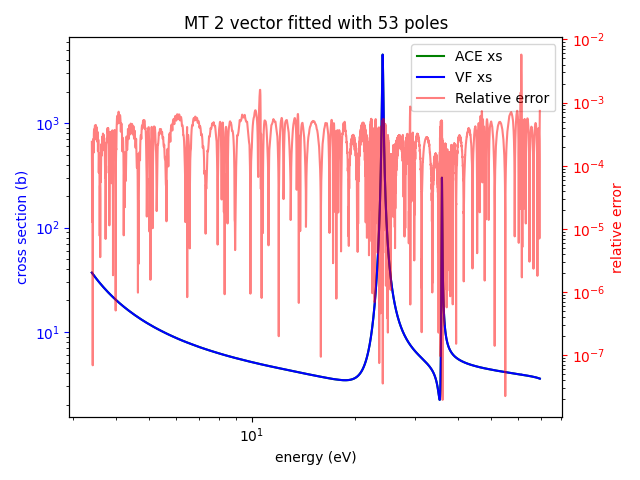 MT 2 vector fitted with 53 poles
ACE xs
VF xs
Relative error
cross section (b)
10³
10²
10¹
10⁻²
10⁻³
10⁻⁴
10⁻⁵
10⁻⁶
10⁻⁷
relative error
10¹
energy (eV)